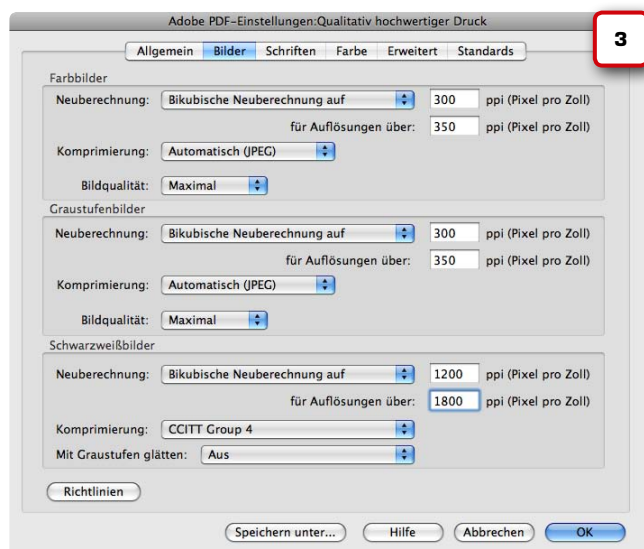 Adobe PDF-Einstellungen:Qualitativ hochwertiger Druck
3
Allgemein Bilder Schriften Farbe Erweitert Standards
Farbbilder
Neuberechnung: Bikubische Neuberechnung auf 300 ppi (Pixel pro Zoll)
für Auflösungen über: 350 ppi (Pixel pro Zoll)
Komprimierung: Automatisch (JPEG)
Bildqualität: Maximal
Graustufenbilder
Neuberechnung: Bikubische Neuberechnung auf 300 ppi (Pixel pro Zoll)
für Auflösungen über: 350 ppi (Pixel pro Zoll)
Komprimierung: Automatisch (JPEG)
Bildqualität: Maximal
Schwarzweißbilder
Neuberechnung: Bikubische Neuberechnung auf 1200 ppi (Pixel pro Zoll)
für Auflösungen über: 1800 ppi (Pixel pro Zoll)
Komprimierung: CCITT Group 4
Mit Graustufen glätten: Aus
Richtlinien
Speichern unter... Hilfe Abbrechen OK